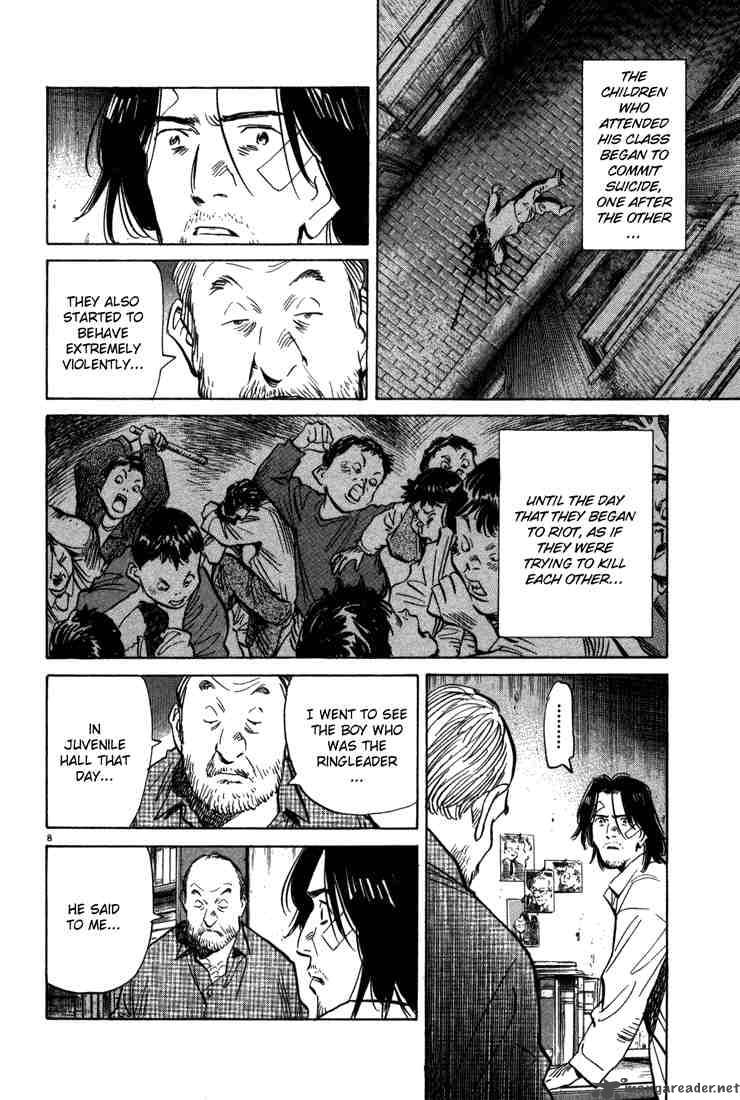 THE
CHILDREN
WHO
ATTENDED
HIS CLASS
BEGAN TO
COMMIT
SUICIDE,
ONE AFTER
THE OTHER
...
THEY ALSO
STARTED TO
BEHAVE
EXTREMELY
VIOLENTLY...
UNTIL THE DAY
THAT THEY BEGAN
TO RIOT, AS
IF THEY WERE
TRYING TO KILL
EACH OTHER...
.........
I WENT TO SEE
THE BOY WHO
WAS THE
RINGLEADER
...
IN
JUVENILE
HALL THAT
DAY...
8
HE SAID
TO ME...
mangareader.net